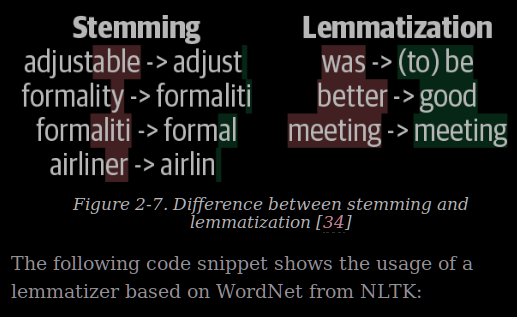 Stemming
adjustable -> adjust
formality -> formaliti
formaliti -> formal
airliner -> airlin
Lemmatization
was -> (to) be
better -> good
meeting -> meeting
Figure 2-7. Difference between stemming and
lemmatization [34]
The following code snippet shows the usage of a
lemmatizer based on WordNet from NLTK: